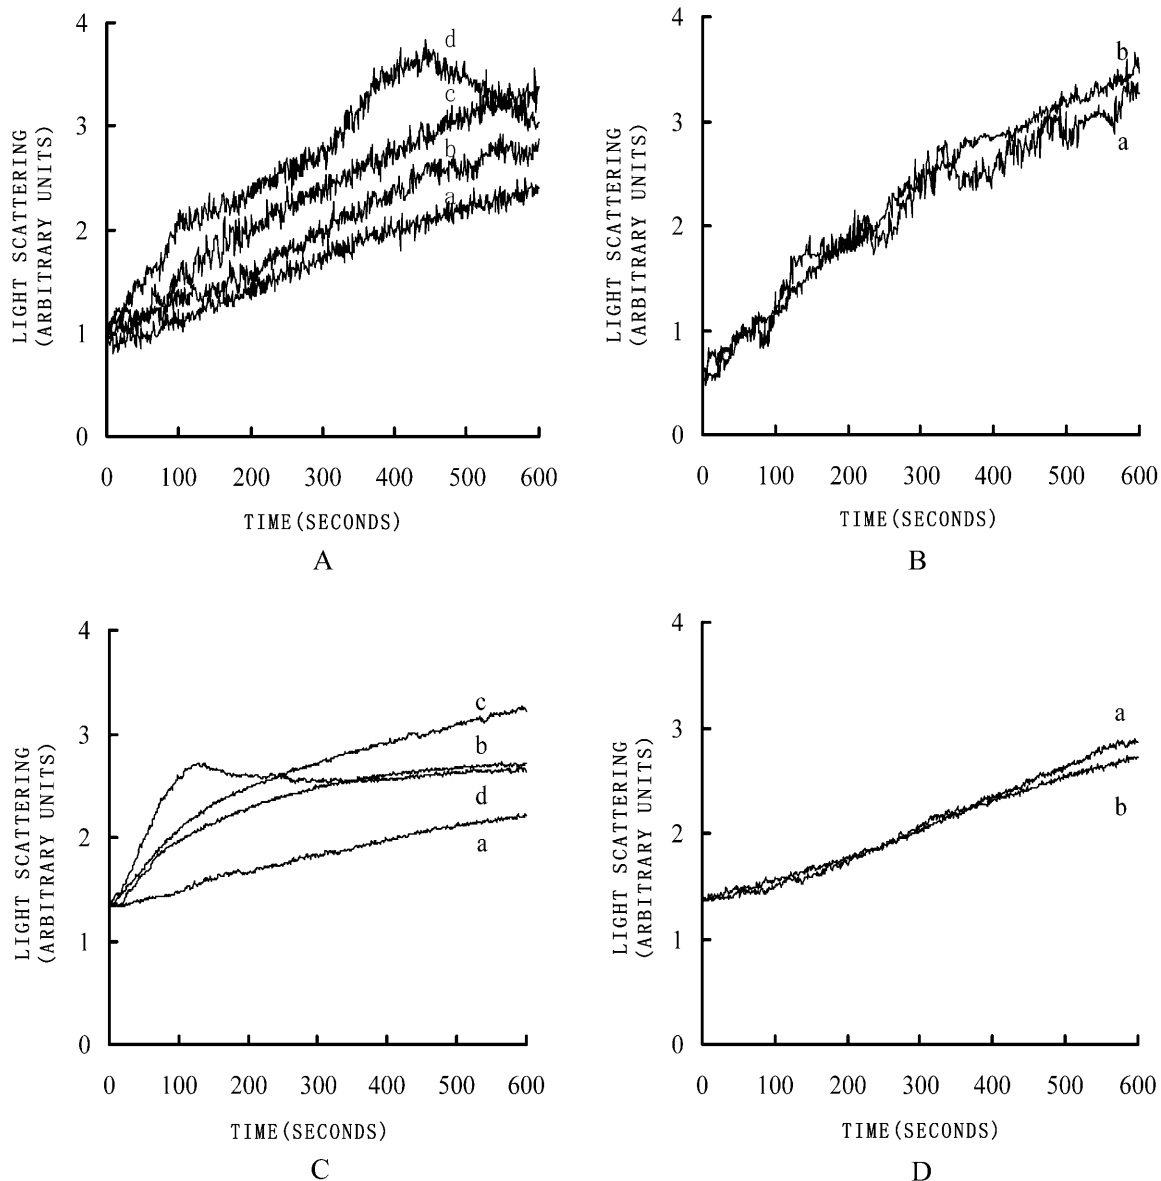 4
3
2
1
0
LIGHT SCATTERING
(ARBITRARY UNITS)
d
c
b
a
0 100 200 300 400 500 600
TIME(SECONDS)
A
4
3
2
1
0
LIGHT SCATTERING
(ARBITRARY UNITS)
b
a
0 100 200 300 400 500 600
TIME(SECONDS)
B
4
3
2
1
0
LIGHT SCATTERING
(ARBITRARY UNITS)
c
b
d
a
0 100 200 300 400 500 600
TIME(SECONDS)
C
4
3
2
1
0
LIGHT SCATTERING
(ARBITRARY UNITS)
a
b
0 100 200 300 400 500 600
TIME(SECONDS)
D